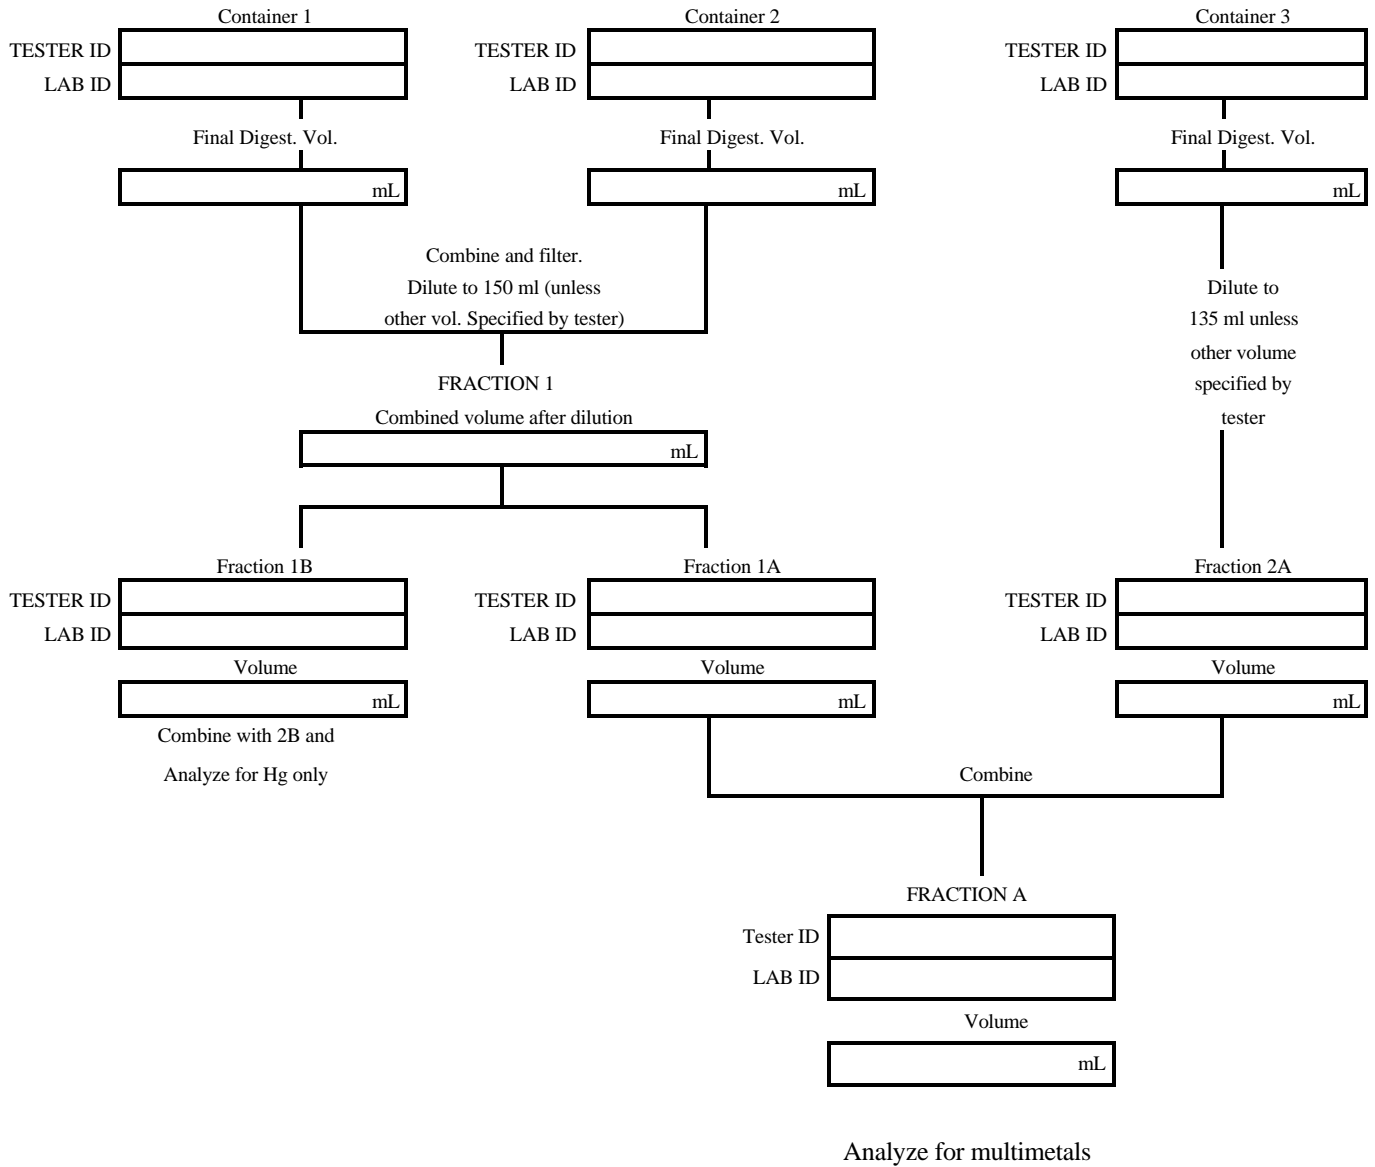 Container 1
Container 2
Container 3
TESTER ID
TESTER ID
TESTER ID
LAB ID
LAB ID
LAB ID
Final Digest. Vol.
Final Digest. Vol.
Final Digest. Vol.
mL
mL
mL
Combine and filter.
Dilute to 150 ml (unless
other vol. Specified by tester)
Dilute to
135 ml unless
other volume
specified by
tester
FRACTION 1
Combined volume after dilution
mL
Fraction 1B
Fraction 1A
Fraction 2A
TESTER ID
TESTER ID
TESTER ID
LAB ID
LAB ID
LAB ID
Volume
Volume
Volume
mL
mL
mL
Combine with 2B and
Analyze for Hg only
Combine
FRACTION A
Tester ID
LAB ID
Volume
mL
Analyze for multimetals